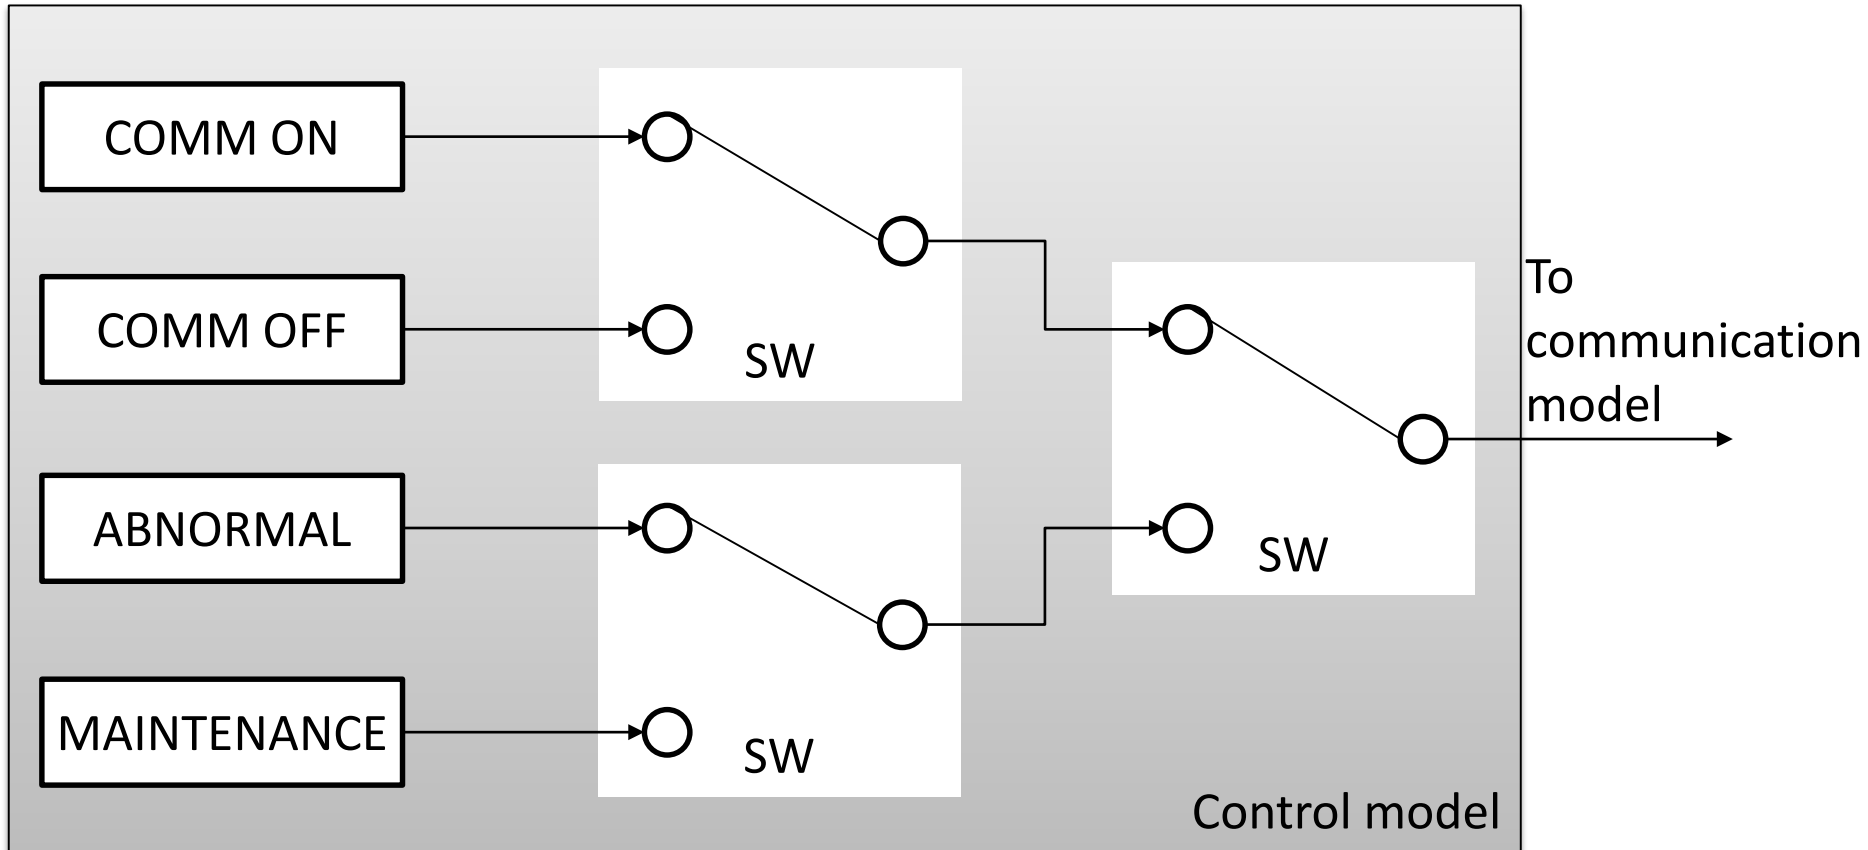 COMM ON
COMM OFF
SW
ABNORMAL
MAINTENANCE
SW
SW
To
communication
model
Control model